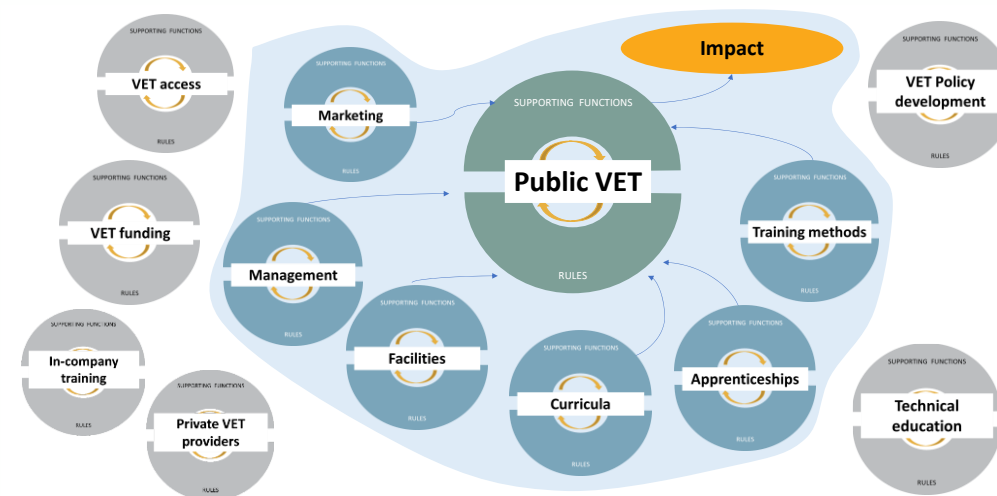 SUPPORTING FUNCTIONS
VET access
RULES
SUPPORTING FUNCTIONS
Marketing
RULES
Impact
SUPPORTING FUNCTIONS
VET Policy
development
RULES
SUPPORTING FUNCTIONS
Public VET
RULES
SUPPORTING FUNCTIONS
VET funding
RULES
SUPPORTING FUNCTIONS
Management
RULES
SUPPORTING FUNCTIONS
Training methods
RULES
SUPPORTING FUNCTIONS
In-company
training
RULES
SUPPORTING FUNCTIONS
Facilities
RULES
SUPPORTING FUNCTIONS
Curricula
RULES
SUPPORTING FUNCTIONS
Apprenticeships
RULES
SUPPORTING FUNCTIONS
Private VET
providers
RULES
SUPPORTING FUNCTIONS
Technical
education
RULES